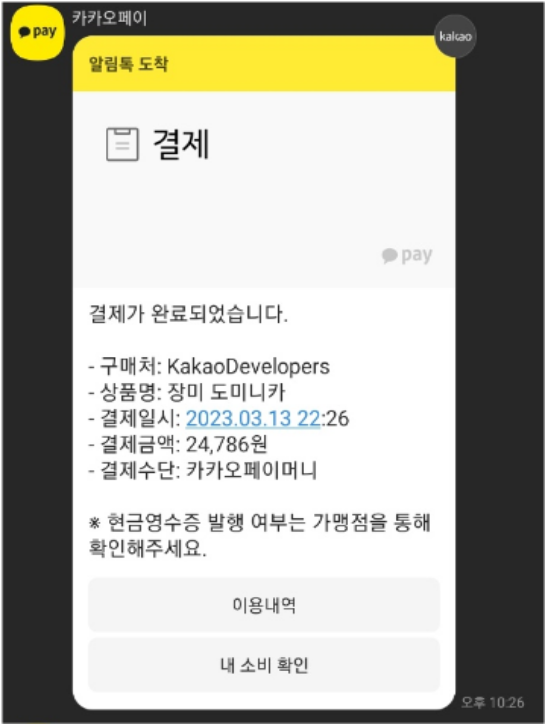 pay
카카오페이
kakao
알림톡 도착
결제
pay
결제가 완료되었습니다.
- 구매처: KakaoDevelopers
- 상품명: 장미 도미니카
- 결제일시: 2023.03.13 22:26
- 결제금액: 24,786원
- 결제수단: 카카오페이머니
※ 현금영수증 발행 여부는 가맹점을 통해
확인해주세요.
이용내역
내 소비 확인
오후 10:26